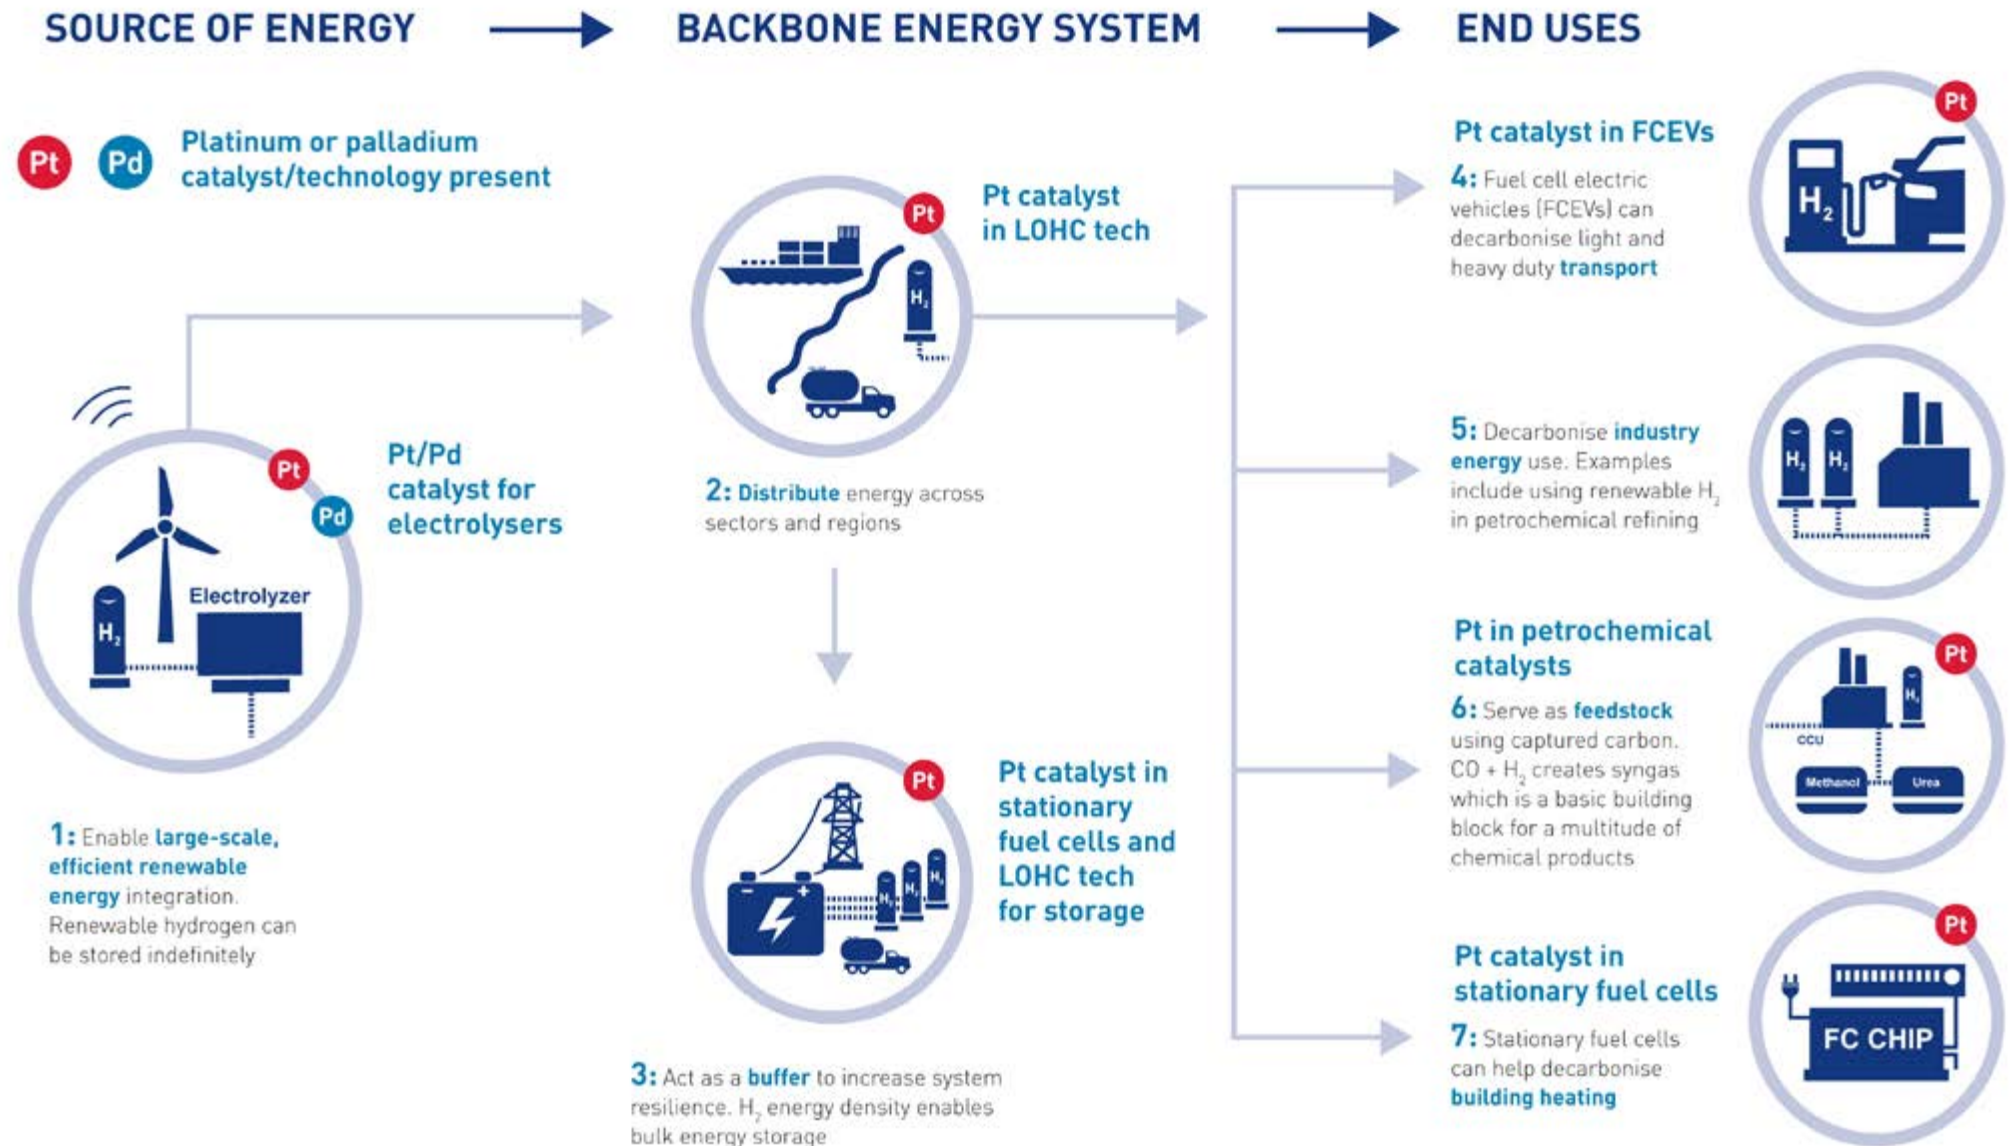 SOURCE OF ENERGY
BACKBONE ENERGY SYSTEM
END USES
Pt
Pd
Platinum or palladium
catalyst/technology present
Pt
Pd
Electrolyzer
H₂
Pt/Pd
catalyst for
electrolysers
1: Enable large-scale,
efficient renewable
energy integration.
Renewable hydrogen can
be stored indefinitely
Pt
H₂
Pt catalyst
in LOHC tech
2: Distribute energy across
sectors and regions
Pt
- +
H₂
H₂
H₂
Pt catalyst in
stationary
fuel cells and
LOHC tech
for storage
3: Act as a buffer to increase system
resilience. H₂ energy density enables
bulk energy storage
Pt catalyst in FCEVs
4: Fuel cell electric
vehicles (FCEVs) can
decarbonise light and
heavy duty transport
Pt
H₂
5: Decarbonise industry
energy use. Examples
include using renewable H₂
in petrochemical refining
H₂
H₂
Pt in petrochemical
catalysts
6: Serve as feedstock
using captured carbon.
CO + H₂ creates syngas
which is a basic building
block for a multitude of
chemical products
Pt
H₂
CCU
Methanol
Urea
Pt catalyst in
stationary fuel cells
7: Stationary fuel cells
can help decarbonise
building heating
Pt
FC CHIP